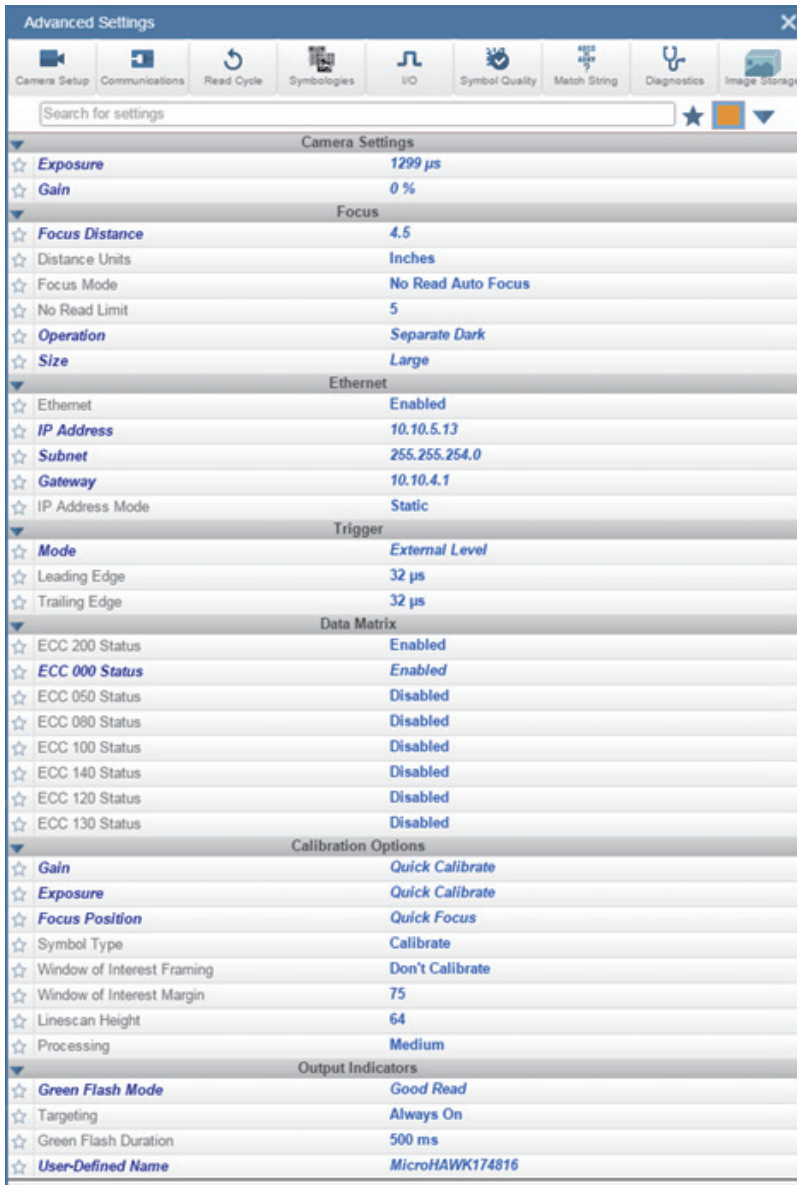 Advanced Settings
Camera Setup Communications Read Cycle Symbologies I/O Symbol Quality Match String Diagnostics Image Storage
Search for settings
Camera Settings
Exposure 1299 µs
Gain 0 %
Focus
Focus Distance 4.5
Distance Units Inches
Focus Mode No Read Auto Focus
No Read Limit 5
Operation Separate Dark
Size Large
Ethernet
Ethernet Enabled
IP Address 10.10.5.13
Subnet 255.255.254.0
Gateway 10.10.4.1
IP Address Mode Static
Trigger
Mode External Level
Leading Edge 32 µs
Trailing Edge 32 µs
Data Matrix
ECC 200 Status Enabled
ECC 000 Status Enabled
ECC 050 Status Disabled
ECC 080 Status Disabled
ECC 100 Status Disabled
ECC 140 Status Disabled
ECC 120 Status Disabled
ECC 130 Status Disabled
Calibration Options
Gain Quick Calibrate
Exposure Quick Calibrate
Focus Position Quick Focus
Symbol Type Calibrate
Window of Interest Framing Don't Calibrate
Window of Interest Margin 75
Linescan Height 64
Processing Medium
Output Indicators
Green Flash Mode Good Read
Targeting Always On
Green Flash Duration 500 ms
User-Defined Name MicroHAWK174816